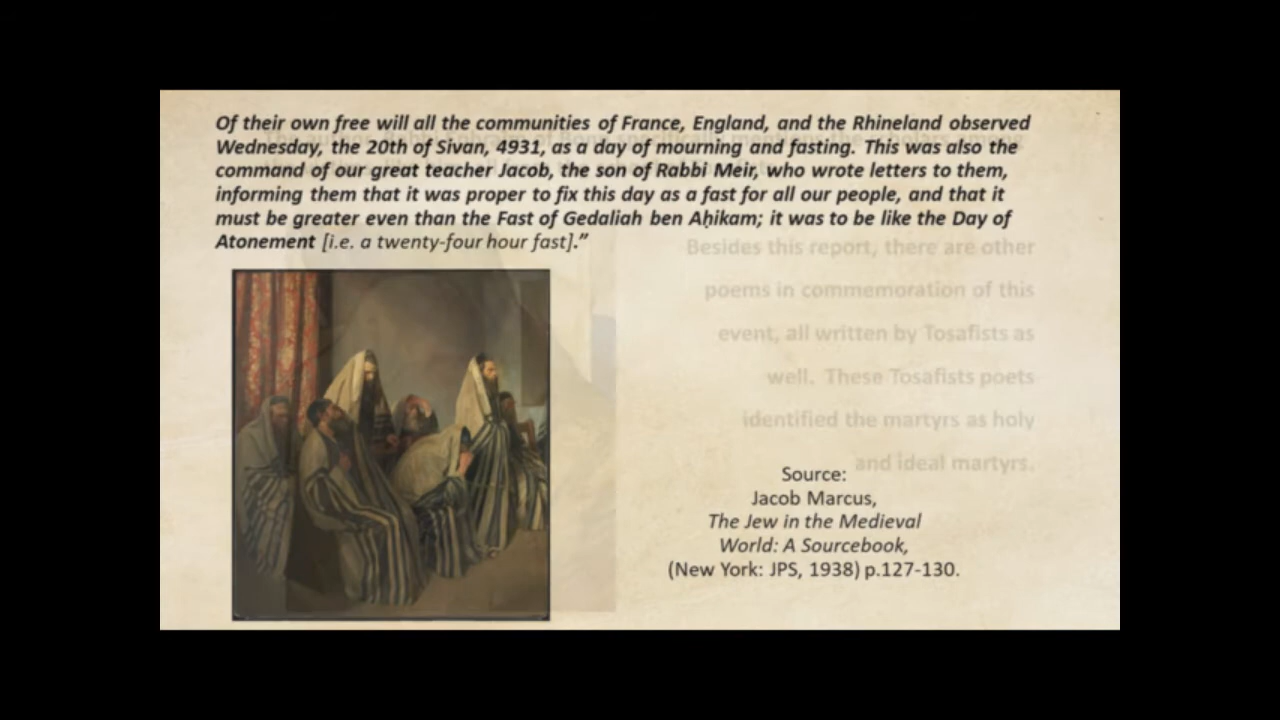 Of their own free will all the communities of France, England, and the Rhineland observed
Wednesday, the 20th of Sivan, 4931, as a day of mourning and fasting. This was also the
command of our great teacher Jacob, the son of Rabbi Meir, who wrote letters to them,
informing them that it was proper to fix this day as a fast for all our people, and that it
must be greater even than the Fast of Gedaliah ben Aḥikam; it was to be like the Day of
Atonement [i.e. a twenty-four hour fast].”
Besides this report, there are other
poems in commemoration of this
event, all written by Tosafists as
well. These Tosafists poets
identified the martyrs as holy
and ideal martyrs.
Source:
Jacob Marcus,
The Jew in the Medieval
World: A Sourcebook,
(New York: JPS, 1938) p.127-130.